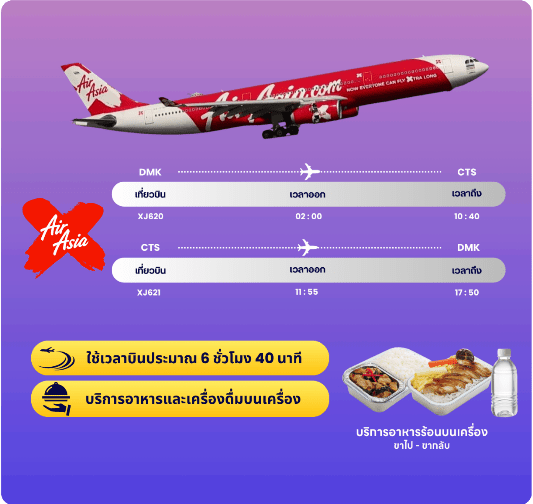 Air
Asia
AirAsia.com
NOW EVERYONE CAN FLY XTRA LONG
DMK CTS
เที่ยวบิน เวลาออก เวลาถึง
XJ620 02 : 00 10 : 40
Air
Asia
CTS DMK
เที่ยวบิน เวลาออก เวลาถึง
XJ621 11 : 55 17 : 50
ใช้เวลาบินประมาณ 6 ชั่วโมง 40 นาที
บริการอาหารและเครื่องดื่มบนเครื่อง
บริการอาหารร้อนบนเครื่อง
ขาไป - ขากลับ